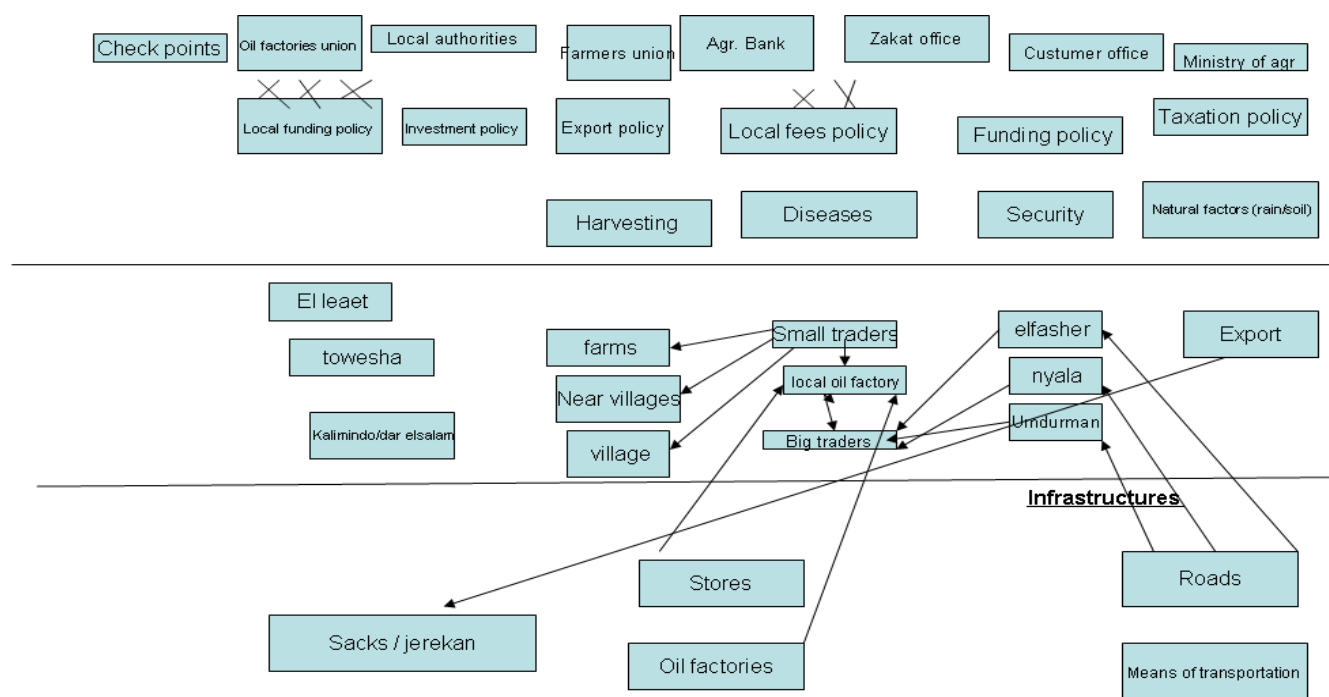 Check points
Oil factories union
Local authorities
Farmers union
Agr. Bank
Zakat office
Custumer office
Ministry of agr
Local funding policy
Investment policy
Export policy
Local fees policy
Funding policy
Taxation policy
Harvesting
Diseases
Security
Natural factors (rain/soil)
El leaet
towesha
Kalimindo/dar elsalam
farms
Near villages
village
Small traders
local oil factory
Big traders
elfasher
nyala
Umdurman
Export
Infrastructures
Stores
Roads
Sacks / jerekan
Oil factories
Means of transportation